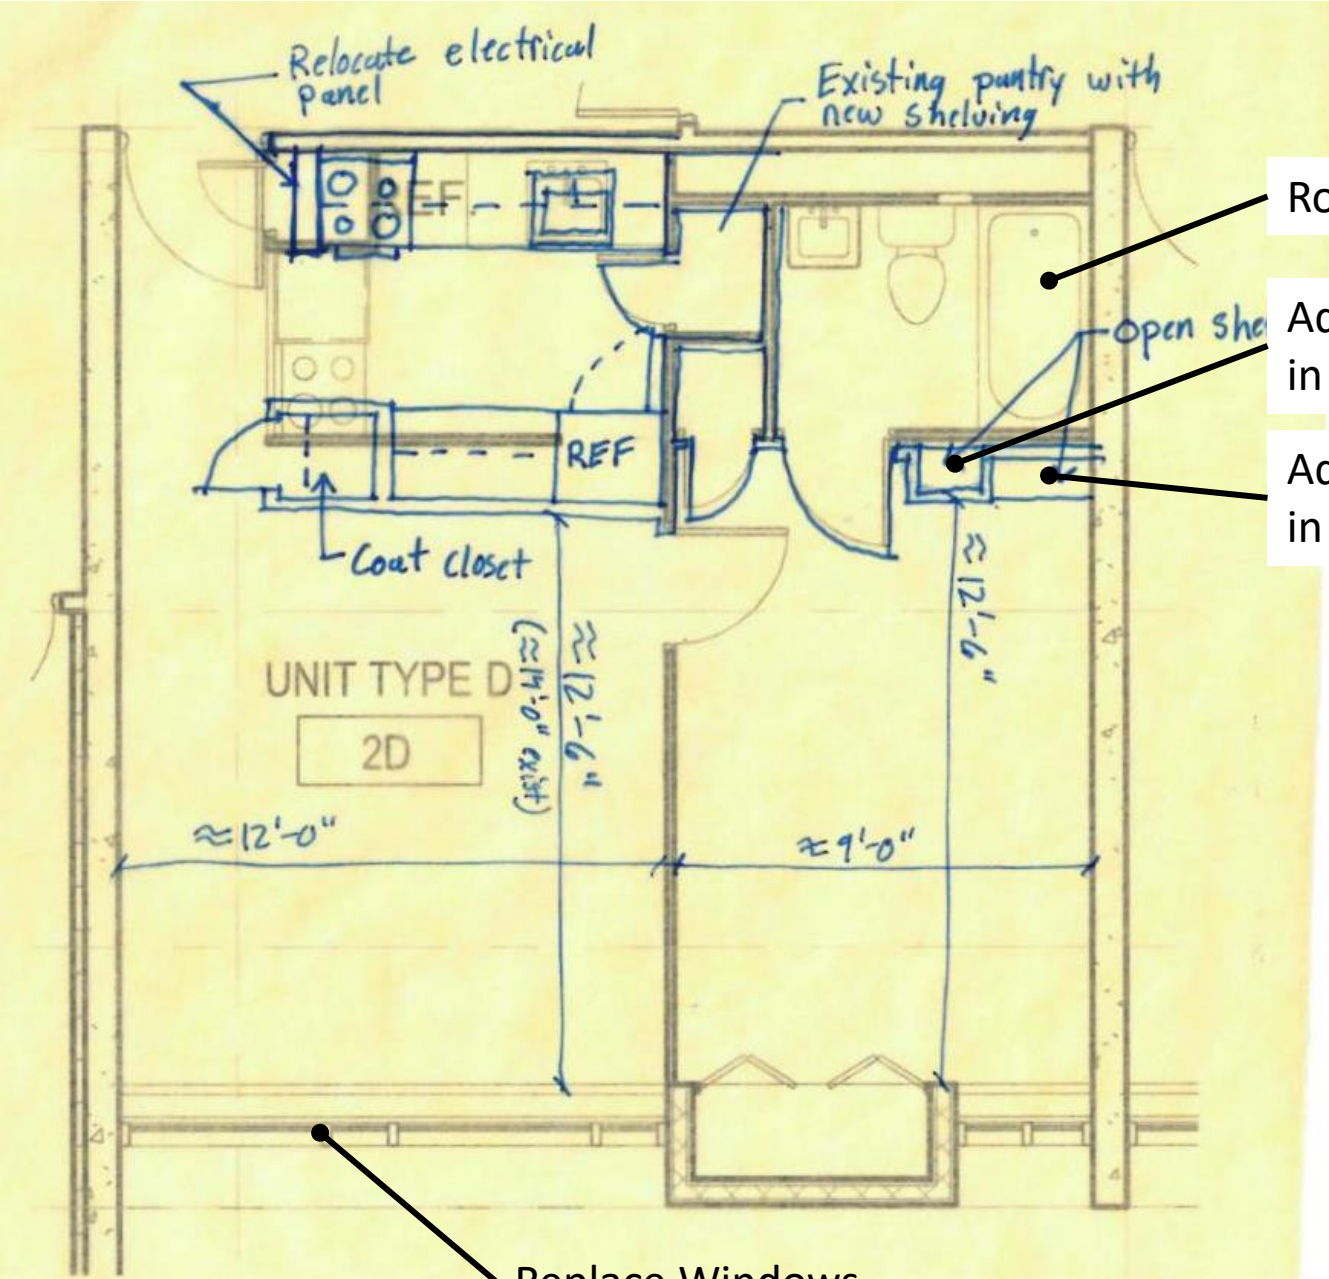 Relocate electrical
panel
Existing pantry with
new shelving
Ro
Open she
Ad
in
Ad
in
REF
REF
Coat closet
≈ 12'-6"
(≈14'-0" exist)
≈ 12'-6"
UNIT TYPE D
2D
≈ 12'-0"
≈ 9'-0"
Replace Windows